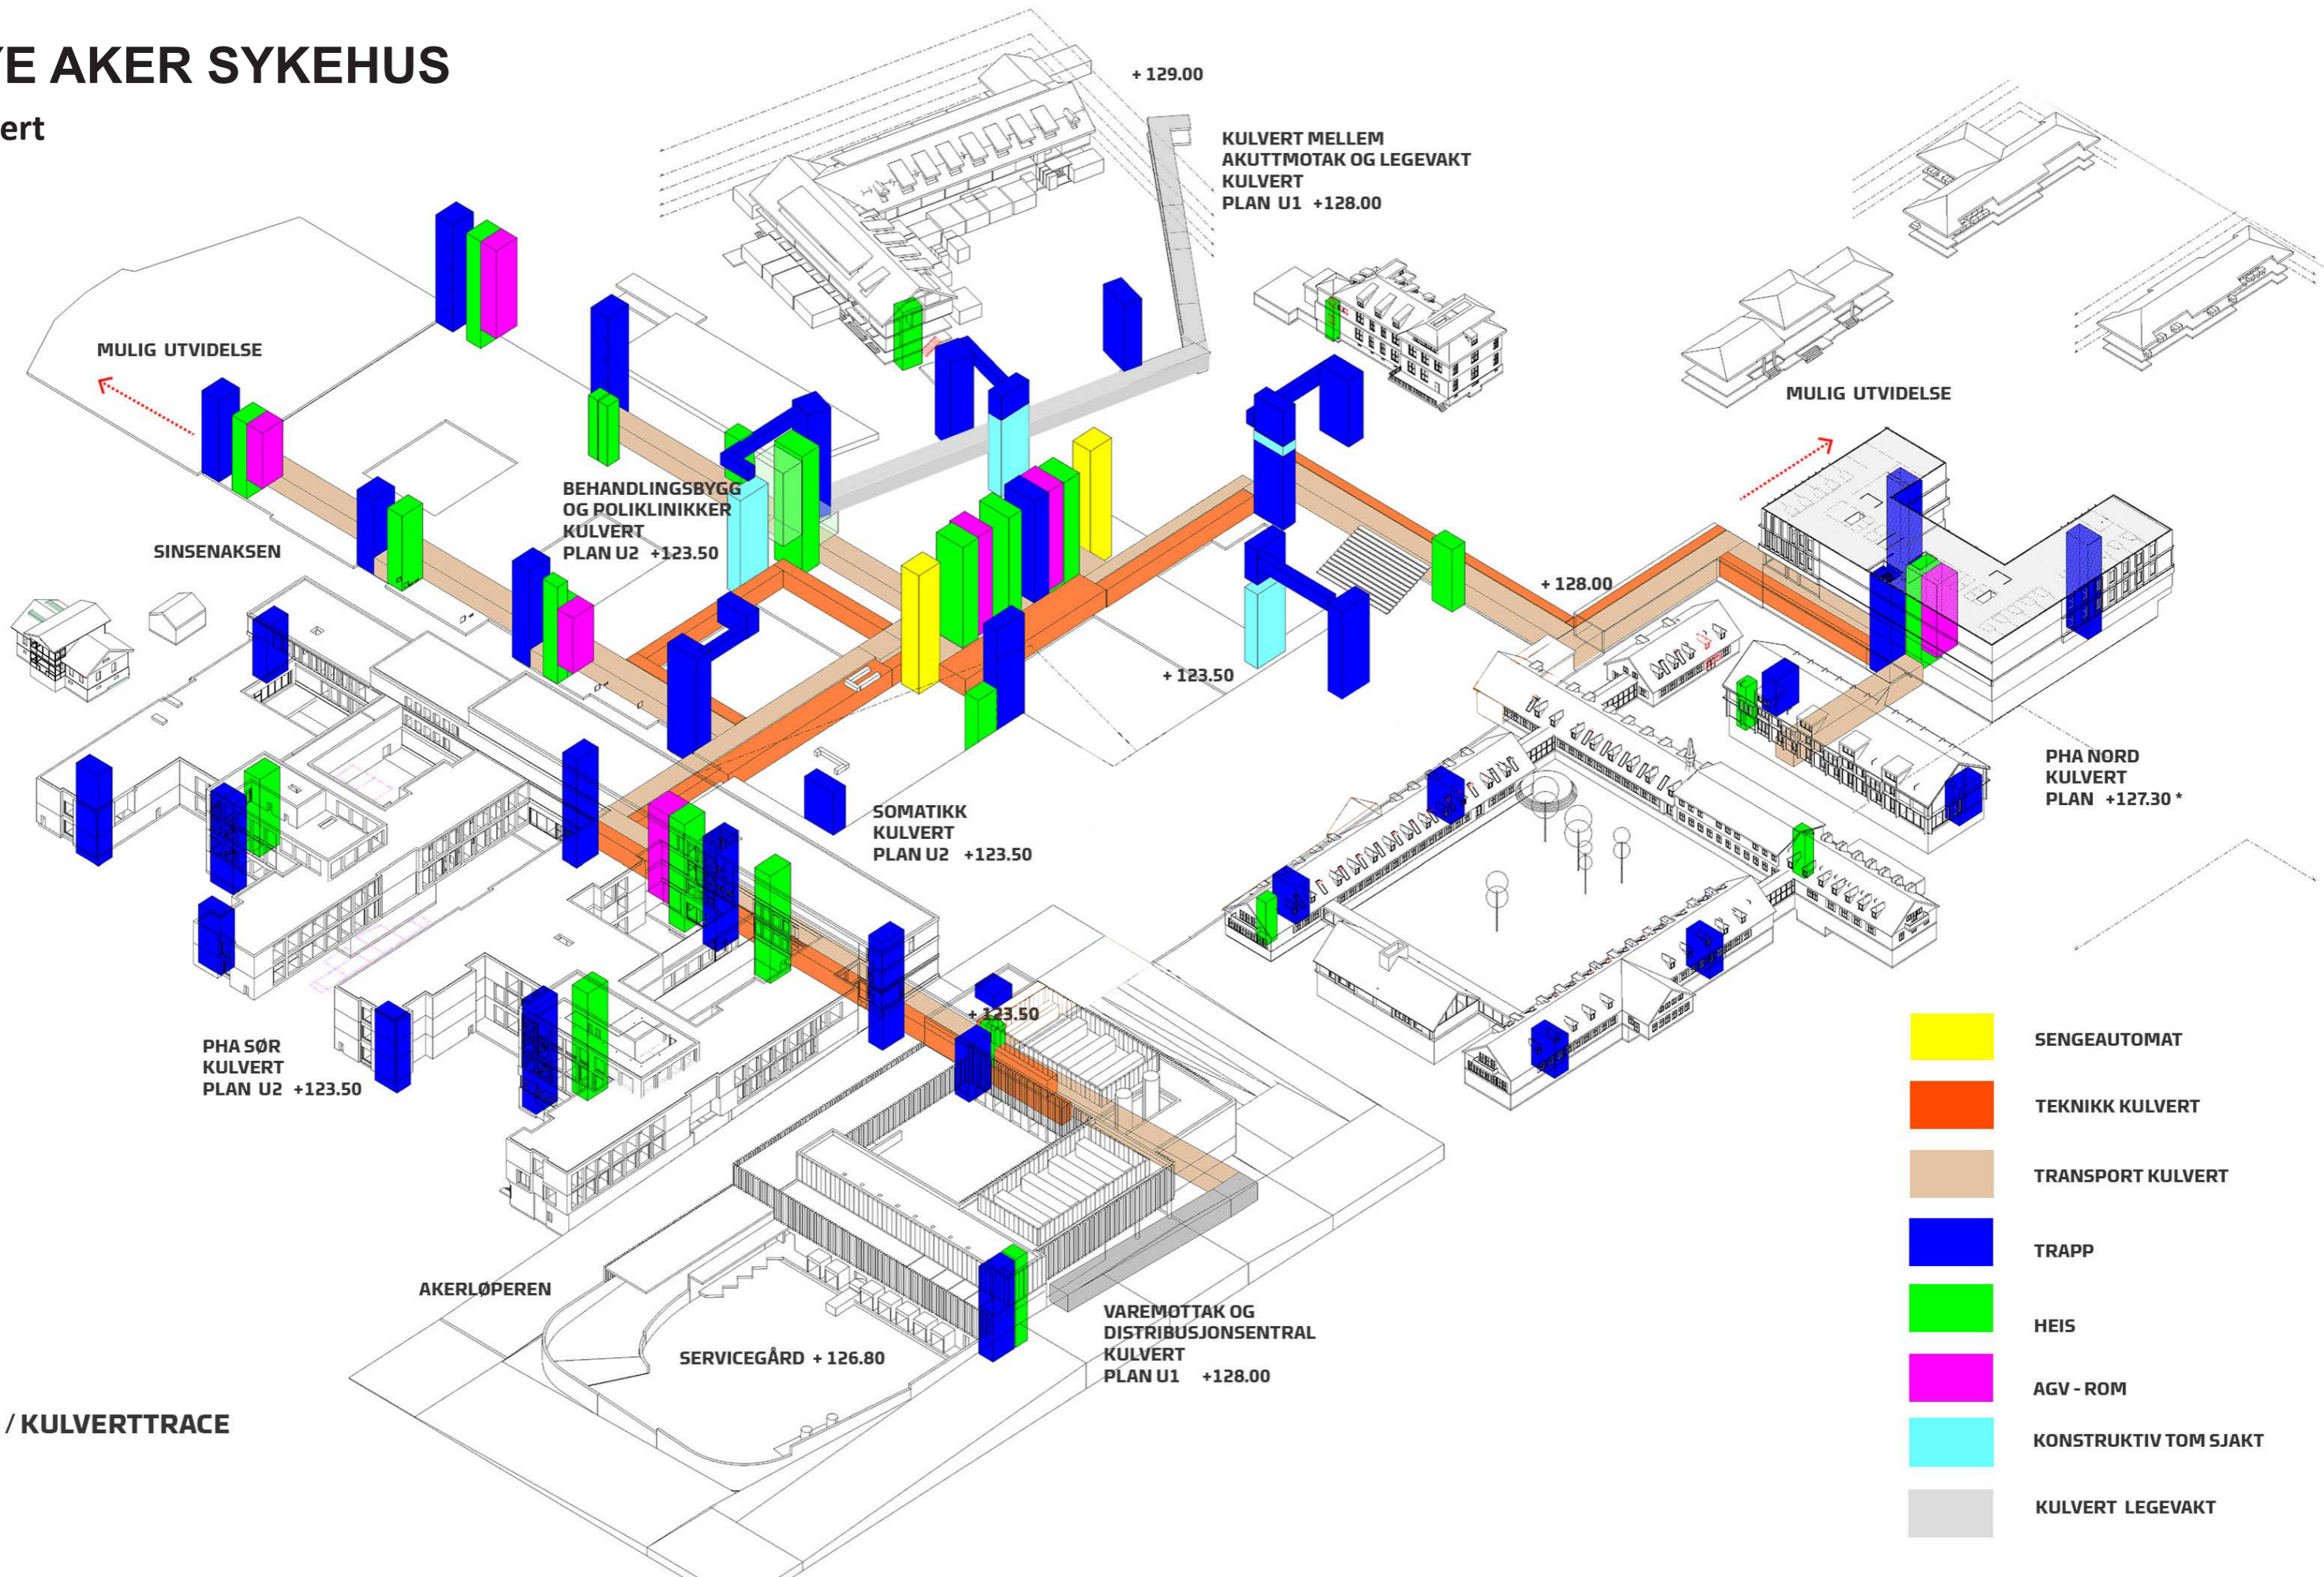 YE AKER SYKEHUS
ert
+ 129.00
KULVERT MELLEM
AKUTTMOTAK OG LEGEVAKT
KULVERT
PLAN U1 +128.00
MULIG UTVIDELSE
MULIG UTVIDELSE
BEHANDLINGSBYGG
OG POLIKLINIKKER
KULVERT
PLAN U2 +123.50
SINSENAKSEN
+ 128.00
+ 123.50
PHA NORD
KULVERT
PLAN +127.30 *
SOMATIKK
KULVERT
PLAN U2 +123.50
+ 123.50
PHA SØR
KULVERT
PLAN U2 +123.50
AKERLØPEREN
SERVICEGÅRD + 126.80
VAREMOTTAK OG
DISTRIBUSJONSENTRAL
KULVERT
PLAN U1 +128.00
/ KULVERTTRACE
SENGEAUTOMAT
TEKNIKK KULVERT
TRANSPORT KULVERT
TRAPP
HEIS
AGV - ROM
KONSTRUKTIV TOM SJAKT
KULVERT LEGEVAKT